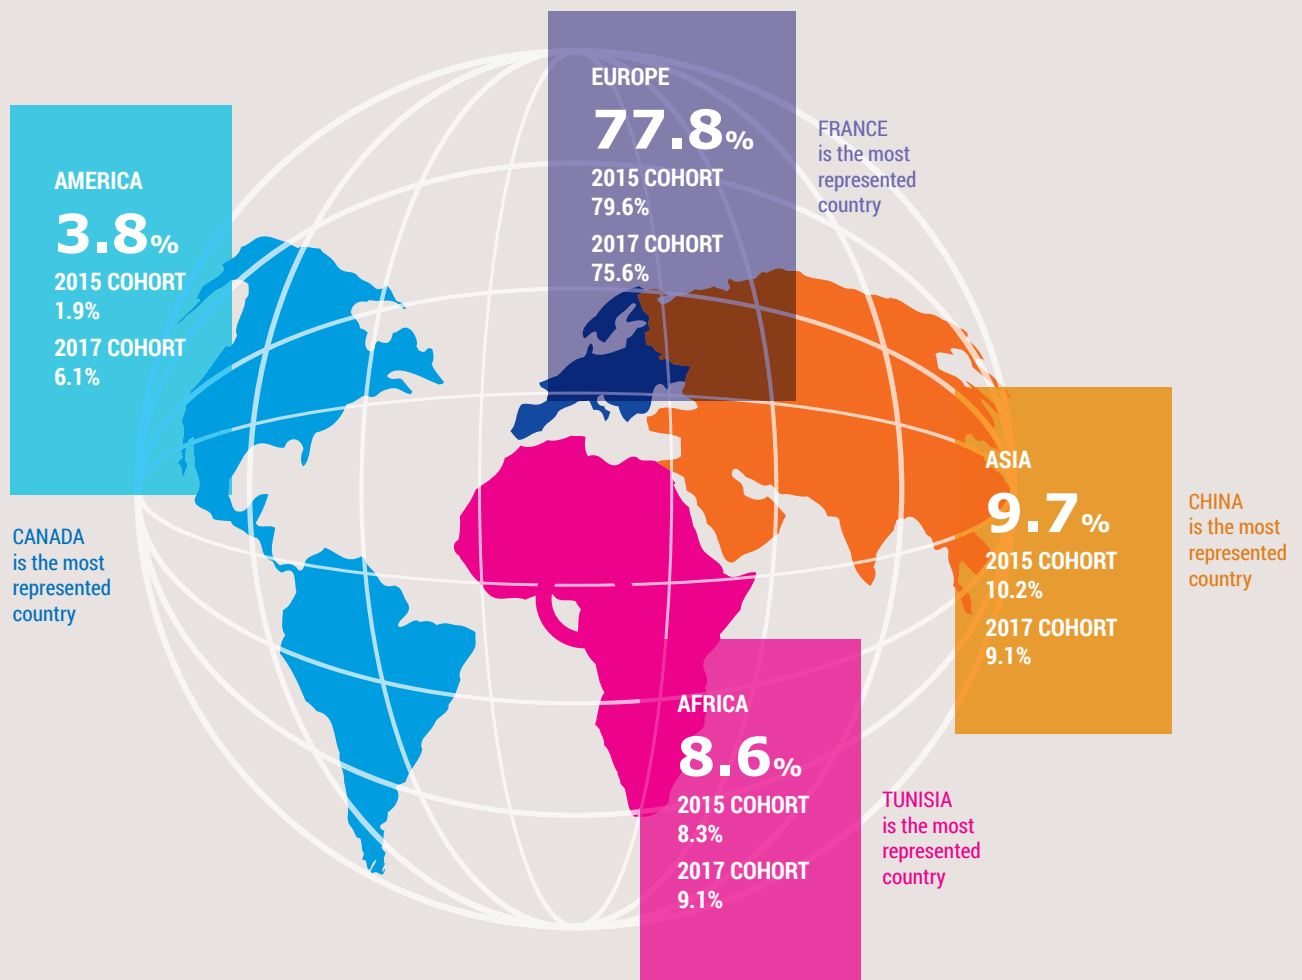 EUROPE
77.8%
2015 COHORT
79.6%
2017 COHORT
75.6%
FRANCE
is the most
represented
country
AMERICA
3.8%
2015 COHORT
1.9%
2017 COHORT
6.1%
CANADA
is the most
represented
country
ASIA
9.7%
2015 COHORT
10.2%
2017 COHORT
9.1%
CHINA
is the most
represented
country
AFRICA
8.6%
2015 COHORT
8.3%
2017 COHORT
9.1%
TUNISIA
is the most
represented
country